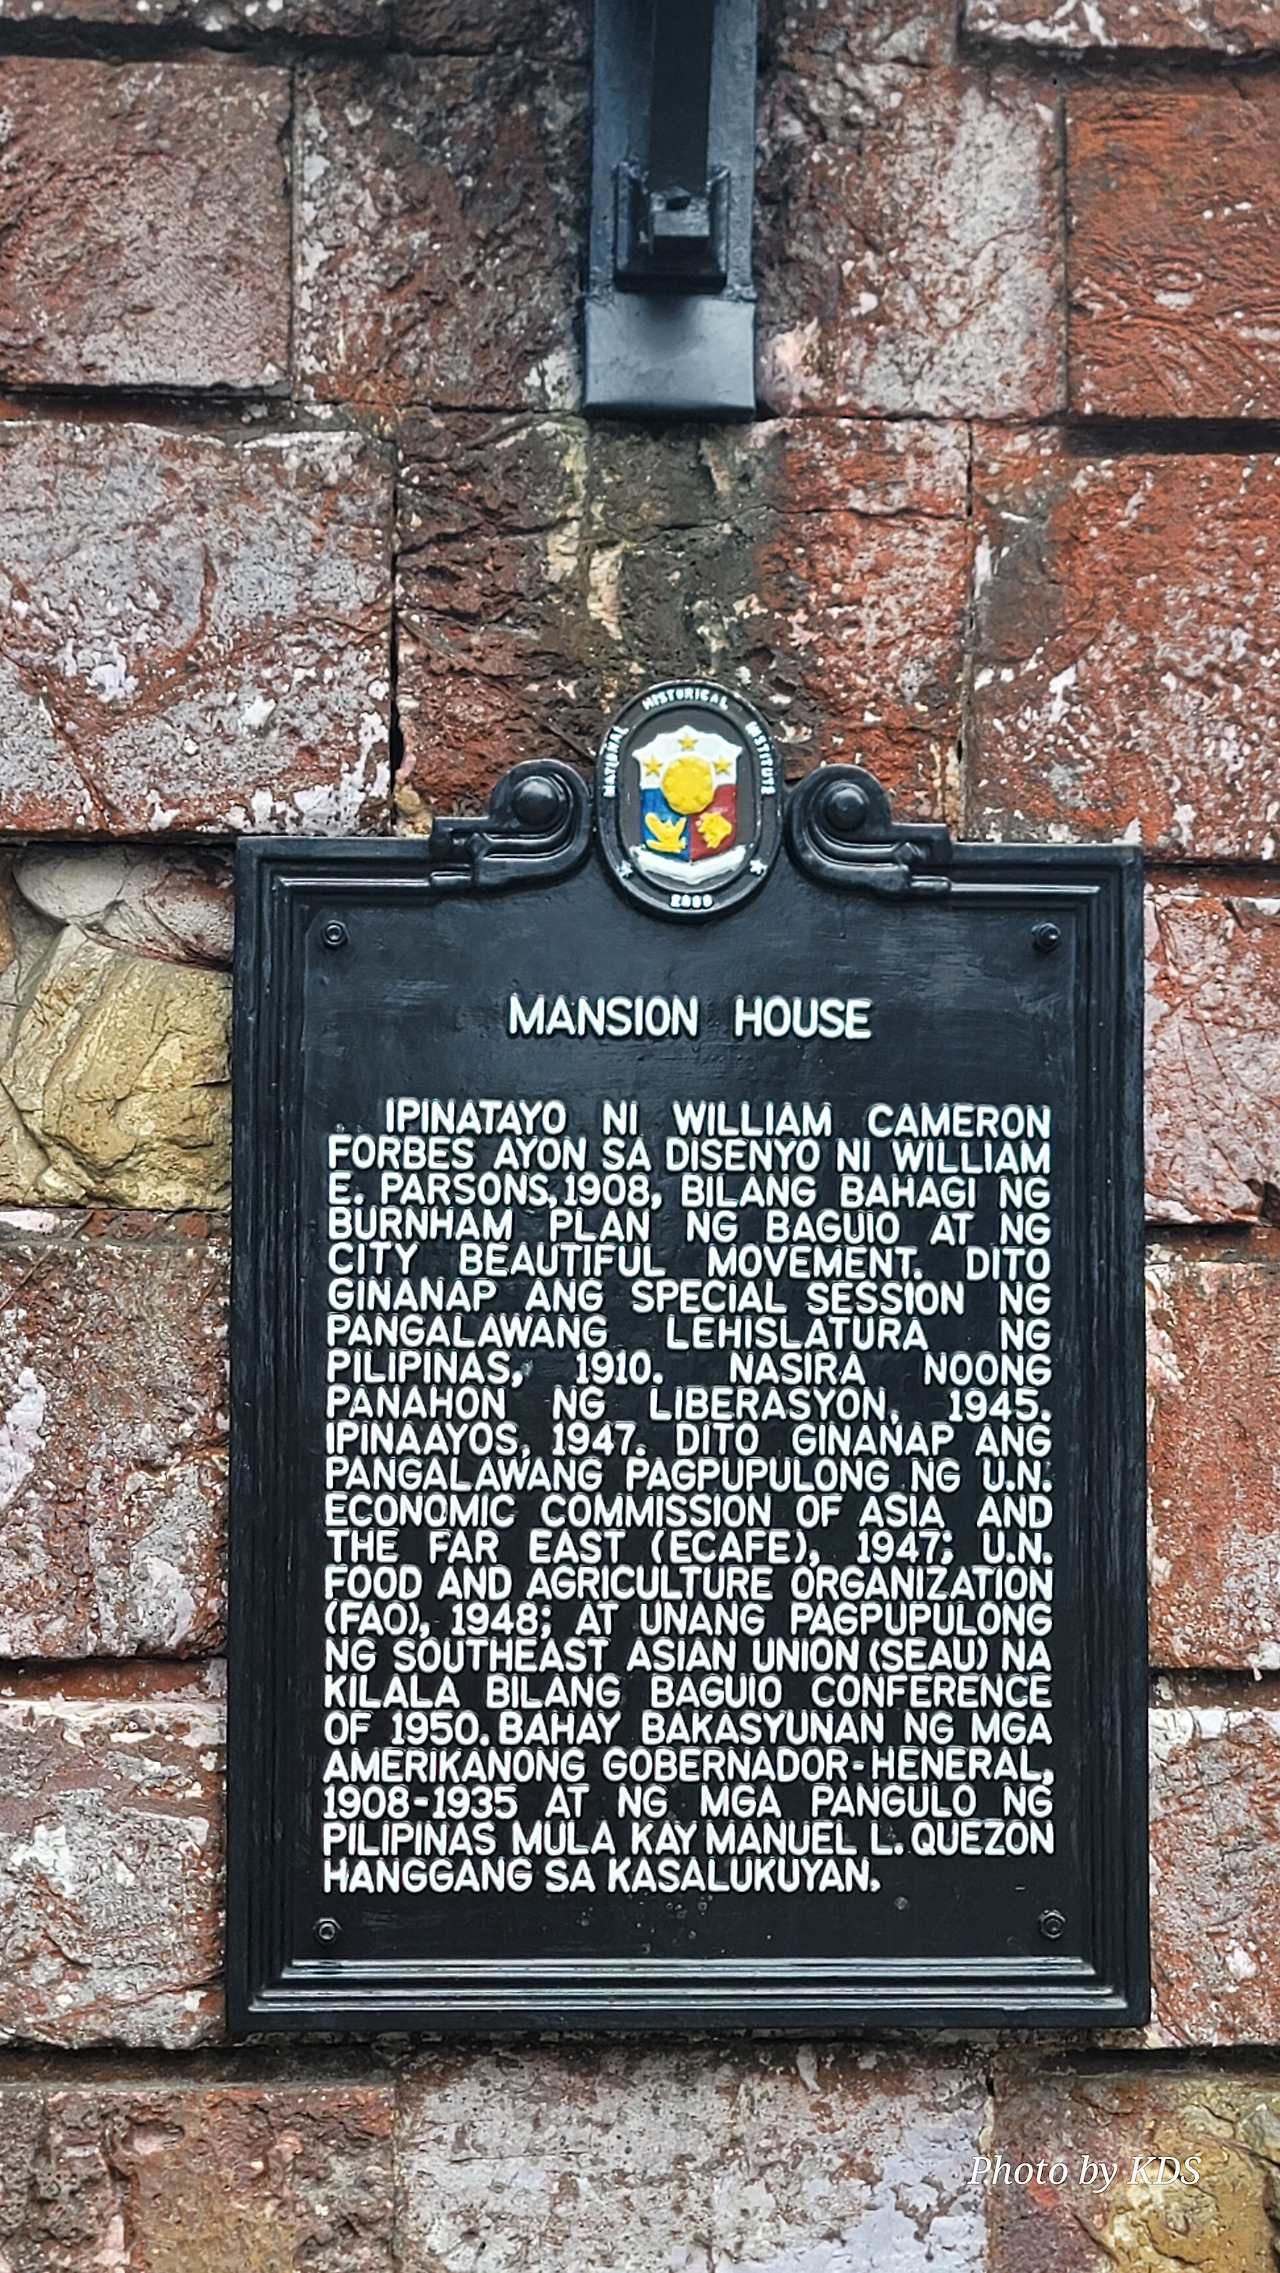 NATIONAL HISTORICAL INSTITUTE
MANSION HOUSE
IPINATAYO NI WILLIAM CAMERON
FORBES AYON SA DISENYO NI WILLIAM
E. PARSONS, 1908, BILANG BAHAGI NG
BURNHAM PLAN NG BAGUIO AT NG
CITY BEAUTIFUL MOVEMENT. DITO
GINANAP ANG SPECIAL SESSION NG
PANGALAWANG LEHISLATURA NG
PILIPINAS, 1910. NASIRA NOONG
PANAHON NG LIBERASYON, 1945.
IPINAAYOS, 1947. DITO GINANAP ANG
PANGALAWANG PAGPUPULONG NG U.N.
ECONOMIC COMMISSION OF ASIA AND
THE FAR EAST (ECAFE), 1947; U.N.
FOOD AND AGRICULTURE ORGANIZATION
(FAO), 1948; AT UNANG PAGPUPULONG
NG SOUTHEAST ASIAN UNION (SEAU) NA
KILALA BILANG BAGUIO CONFERENCE
OF 1950. BAHAY BAKASYUNAN NG MGA
AMERIKANONG GOBERNADOR-HENERAL,
1908-1935 AT NG MGA PANGULO NG
PILIPINAS MULA KAY MANUEL L. QUEZON
HANGGANG SA KASALUKUYAN.
Photo by KDS